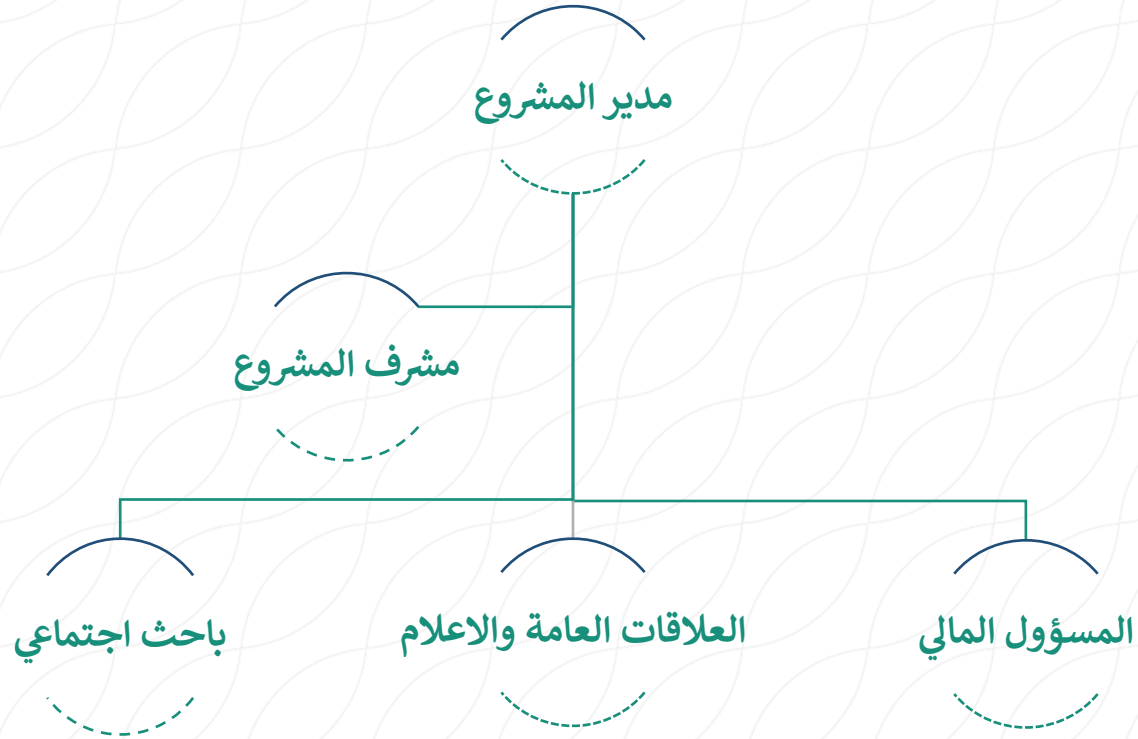 مدير المشروع
مشرف المشروع
المسؤول المالي
العلاقات العامة والاعلام
باحث اجتماعي